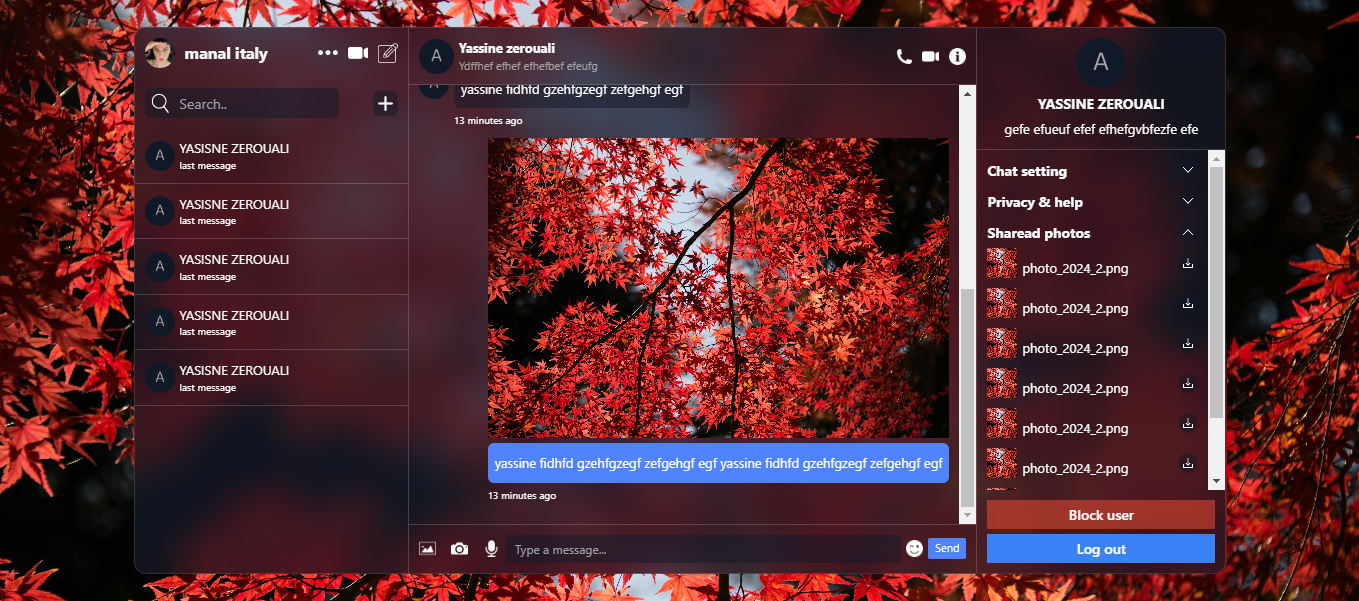 manal italy
Search..
A
YASISNE ZEROUALI
last message
A
YASISNE ZEROUALI
last message
A
YASISNE ZEROUALI
last message
A
YASISNE ZEROUALI
last message
A
YASISNE ZEROUALI
last message
A
Yassine zerouali
Ydffhef efhef efhefbef efeufg
A
yassine fidhfd gzehfgzegf zefgehgf egf
13 minutes ago
yassine fidhfd gzehfgzegf zefgehgf egf yassine fidhfd gzehfgzegf zefgehgf egf
13 minutes ago
Type a message...
Send
A
YASSINE ZEROUALI
gefe efueuf efef efhefgvbfezfe efe
Chat setting
Privacy & help
Sharead photos
photo_2024_2.png
photo_2024_2.png
photo_2024_2.png
photo_2024_2.png
photo_2024_2.png
photo_2024_2.png
Block user
Log out